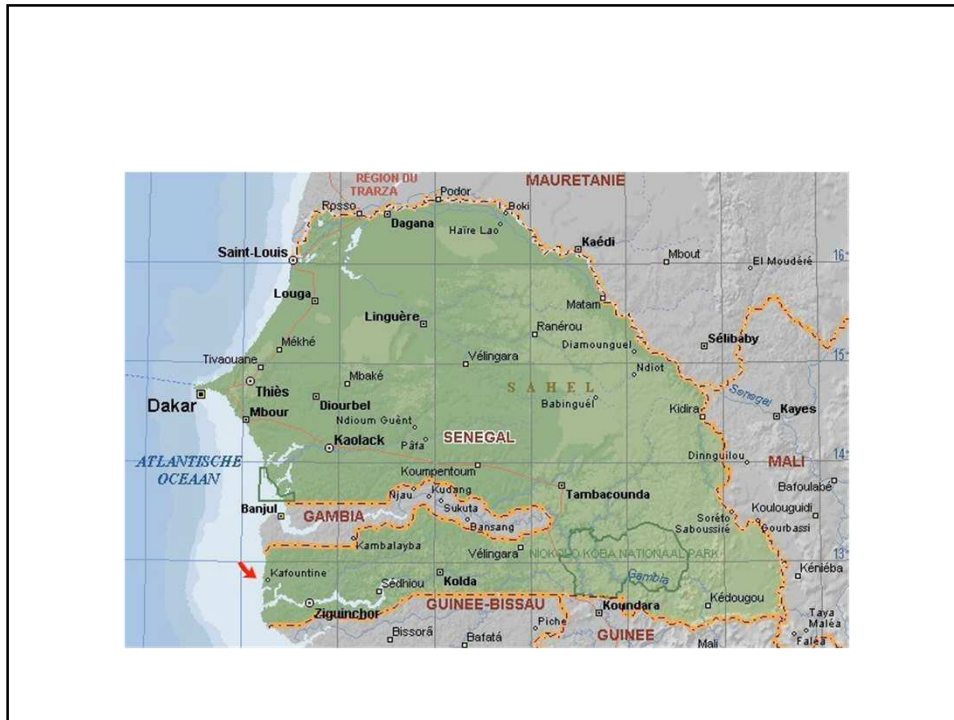 REGION DU
TRARZA
Podor
MAURETANIE
Rosso
Dagana
Boki
Haïre Lao
Kaédi
Mbout
El Moudéré
16°
Saint-Louis
Louga
Matam
Linguère
Ranérou
Sélibaby
Mékhé
Diamounguel
15°
Tivaouane
Vélingara
Ndiot
Thiès
Mbaké
SAHEL
Senegal
Dakar
Diourbel
Babinguél
Kidira
Kayes
Mbour
Ndioum Guènt
Kaolack
Pâfa
SENEGAL
Dinnguilou
14°
MALI
ATLANTISCHE
OCEAAN
Koumpentoum
Bafoulabé
Njau
Kudang
Tambacounda
Banjul
GAMBIA
Sukuta
Soréto
Koulouguidi
Bansang
Saboussiré
Gourbassi
Kambalayba
Vélingara
NIOKOLO KOBA NATIONAAL PARK
13°
Kafountine
Sédhiou
Kolda
Gambia
Kéniéba
Ziguinchor
GUINEE-BISSAU
Koundara
Kédougou
Taya
Maléa
Bissorã
Bafatá
Piche
GUINEE
Mali
Faléa